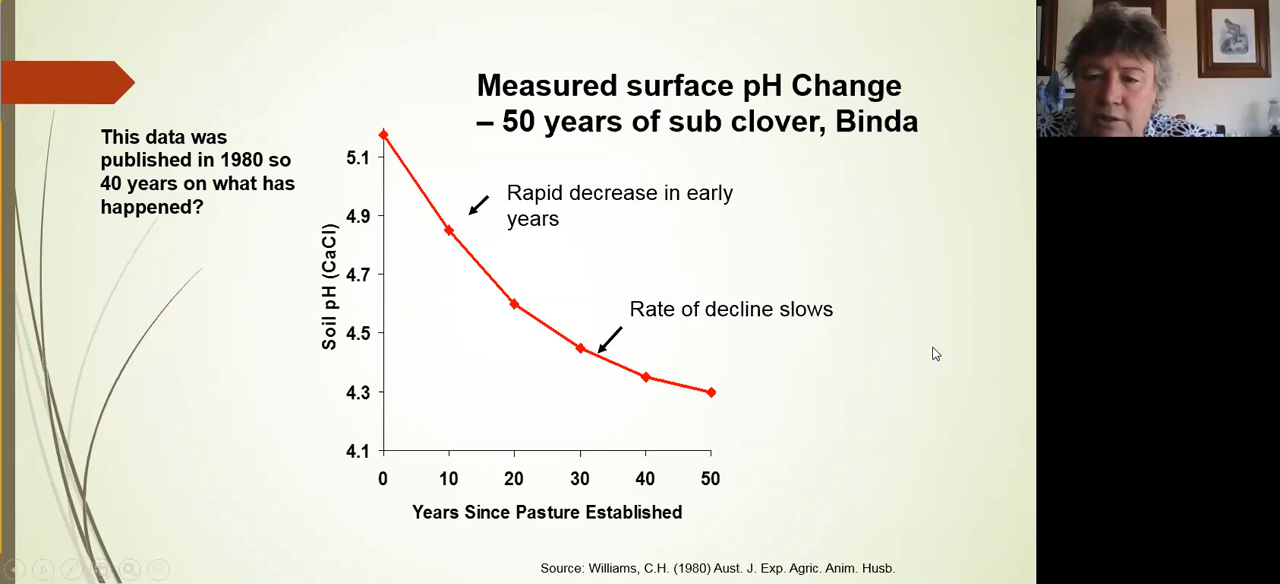 Measured surface pH Change
– 50 years of sub clover, Binda
This data was
published in 1980 so
40 years on what has
happened?
Rapid decrease in early
years
Rate of decline slows
Soil pH (CaCl)
5.1
4.9
4.7
4.5
4.3
4.1
0 10 20 30 40 50
Years Since Pasture Established
Source: Williams, C.H. (1980) Aust. J. Exp. Agric. Anim. Husb.